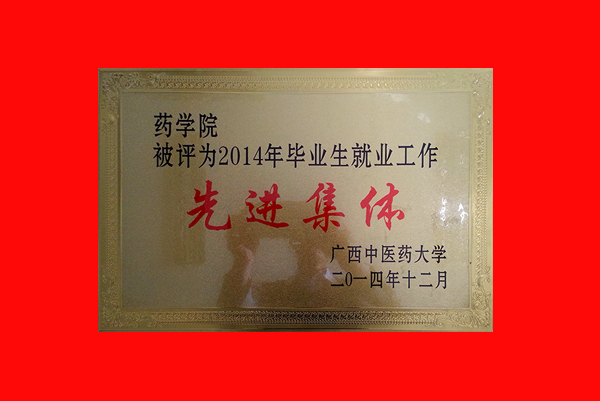 药学院
被评为2014年毕业生就业工作
先进集体
广西中医药大学
二〇一四年十二月